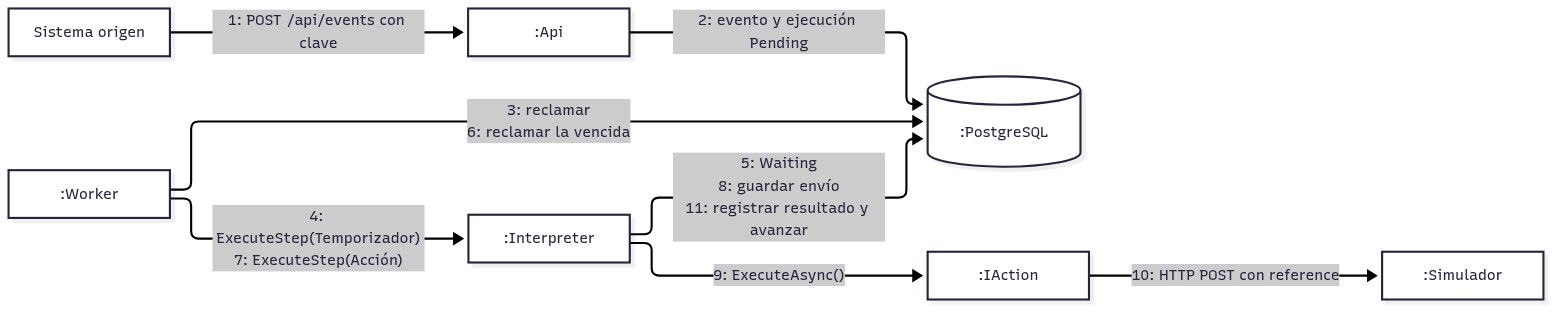 Sistema origen
1: POST /api/events con
clave
:Api
2: evento y ejecución
Pending
3: reclamar
6: reclamar la vencida
:PostgreSQL
:Worker
4:
ExecuteStep(Temporizador)
7: ExecuteStep(Acción)
:Interpreter
5: Waiting
8: guardar envío
11: registrar resultado y
avanzar
9: ExecuteAsync()
:IAction
10: HTTP POST con reference
:Simulador